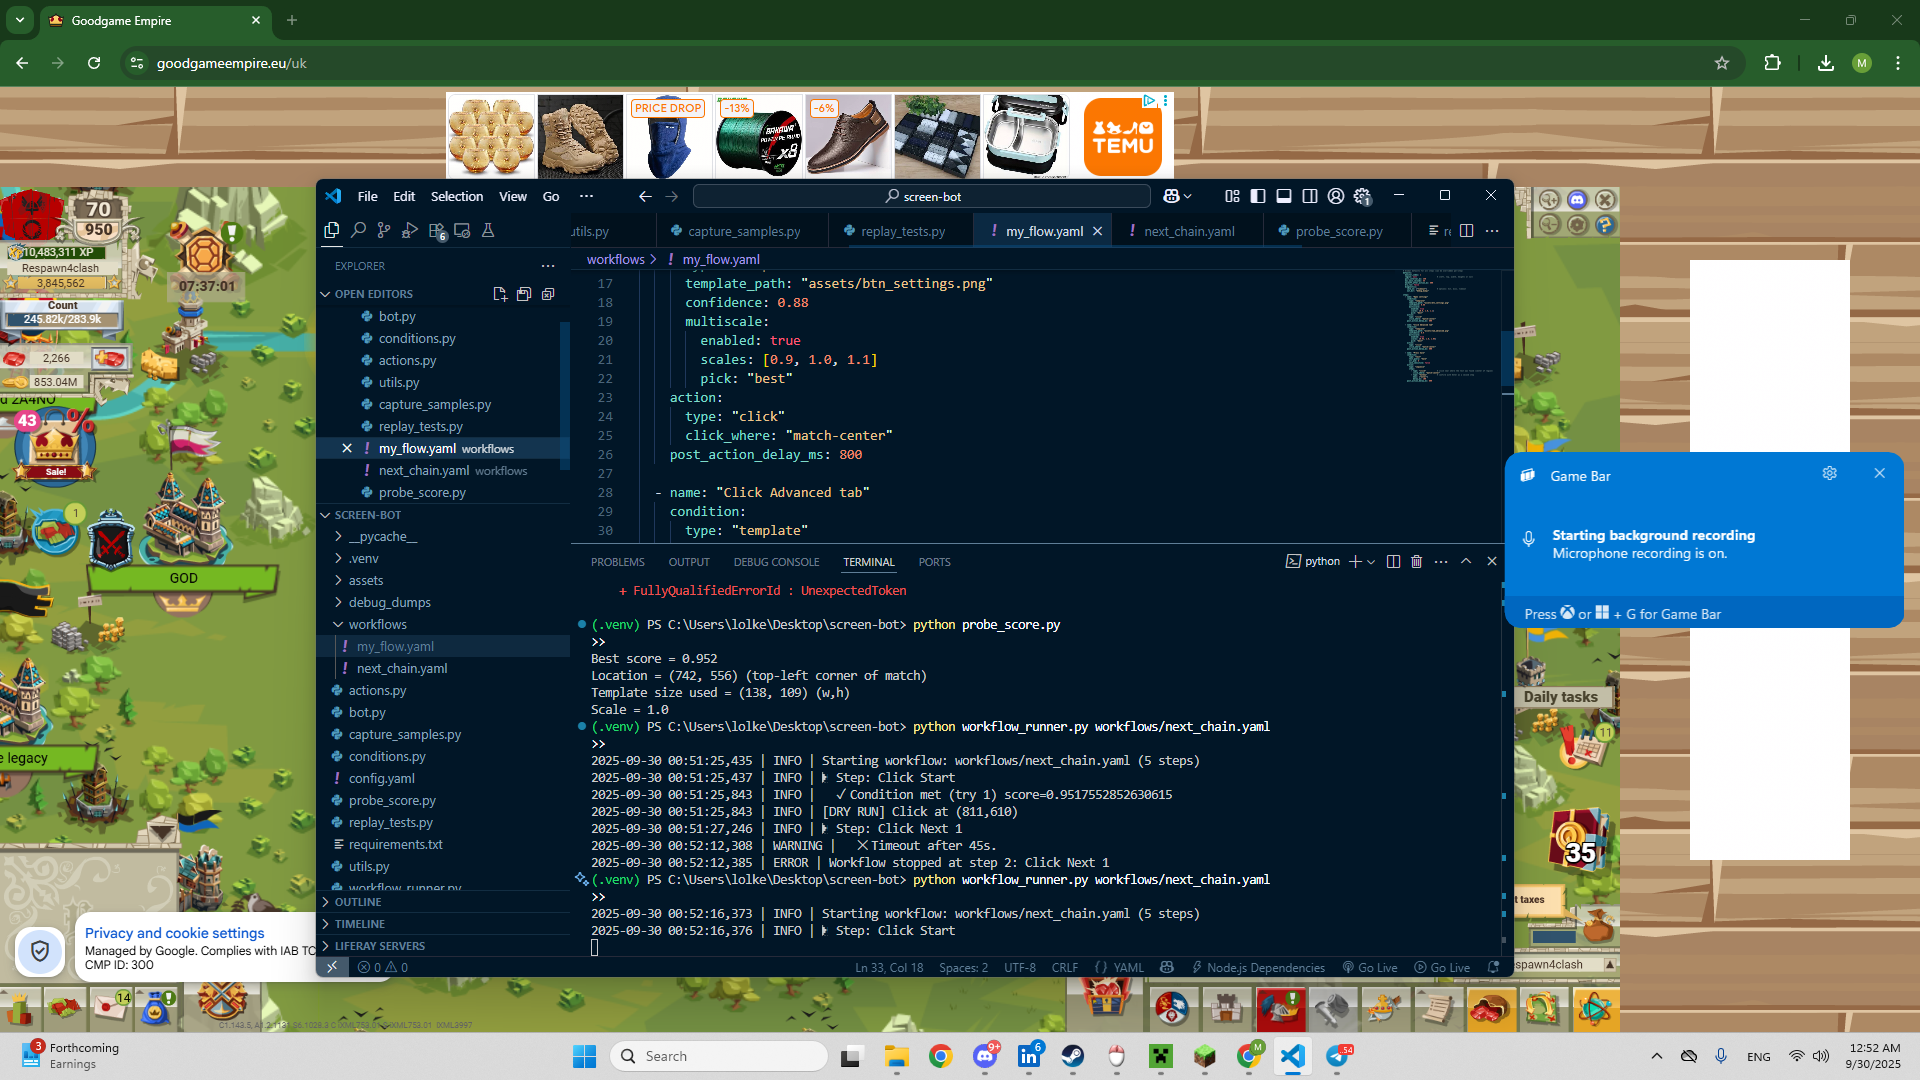 Goodgame Empire
goodgameempire.eu/uk
M
PRICE DROP
-13%
-6%
x8
TEMU
File Edit Selection View Go
screen-bot
utils.py
capture_samples.py
replay_tests.py
my_flow.yaml
next_chain.yaml
probe_score.py
EXPLORER
workflows > my_flow.yaml
OPEN EDITORS
bot.py
conditions.py
actions.py
utils.py
capture_samples.py
replay_tests.py
my_flow.yaml workflows
next_chain.yaml workflows
probe_score.py
SCREEN-BOT
__pycache__
.venv
assets
debug_dumps
workflows
my_flow.yaml
next_chain.yaml
actions.py
bot.py
capture_samples.py
conditions.py
config.yaml
probe_score.py
replay_tests.py
requirements.txt
utils.py
workflow_runner.py
OUTLINE
TIMELINE
LIFERAY SERVERS
17 template_path: "assets/btn_settings.png"
18 confidence: 0.88
19 multiscale:
20 enabled: true
21 scales: [0.9, 1.0, 1.1]
22 pick: "best"
23 action:
24 type: "click"
25 click_where: "match-center"
26 post_action_delay_ms: 800
27
28 - name: "Click Advanced tab"
29 condition:
30 type: "template"
PROBLEMS OUTPUT DEBUG CONSOLE TERMINAL PORTS
python
+ FullyQualifiedErrorId : UnexpectedToken
(.venv) PS C:\Users\lolke\Desktop\screen-bot> python probe_score.py
>>
Best score = 0.952
Location = (742, 556) (top-left corner of match)
Template size used = (138, 109) (w,h)
Scale = 1.0
(.venv) PS C:\Users\lolke\Desktop\screen-bot> python workflow_runner.py workflows/next_chain.yaml
>>
2025-09-30 00:51:25,435 | INFO | Starting workflow: workflows/next_chain.yaml (5 steps)
2025-09-30 00:51:25,437 | INFO | Step: Click Start
2025-09-30 00:51:25,843 | INFO | ✓ Condition met (try 1) score=0.9517552852630615
2025-09-30 00:51:25,843 | INFO | [DRY RUN] Click at (811,610)
2025-09-30 00:51:27,246 | INFO | Step: Click Next 1
2025-09-30 00:52:12,308 | WARNING | ✕ Timeout after 45s.
2025-09-30 00:52:12,385 | ERROR | Workflow stopped at step 2: Click Next 1
(.venv) PS C:\Users\lolke\Desktop\screen-bot> python workflow_runner.py workflows/next_chain.yaml
>>
2025-09-30 00:52:16,373 | INFO | Starting workflow: workflows/next_chain.yaml (5 steps)
2025-09-30 00:52:16,376 | INFO | Step: Click Start
0 0
Ln 33, Col 18 Spaces: 2 UTF-8 CRLF {} YAML Node.js Dependencies Go Live Go Live
70
950
10,483,311 XP
Respawn4clash
3,845,562
Count
245.82k/283.9k
2,266
853.04M
07:37:01
43
%
Sale!
1
GOD
e legacy
Privacy and cookie settings
Managed by Google. Complies with IAB TC
CMP ID: 300
14
Game Bar
Starting background recording
Microphone recording is on.
Press or + G for Game Bar
Daily tasks
11
35
t taxes
spawn4clash
3
Forthcoming
Earnings
Search
9+
6
M
54
ENG
12:52 AM
9/30/2025